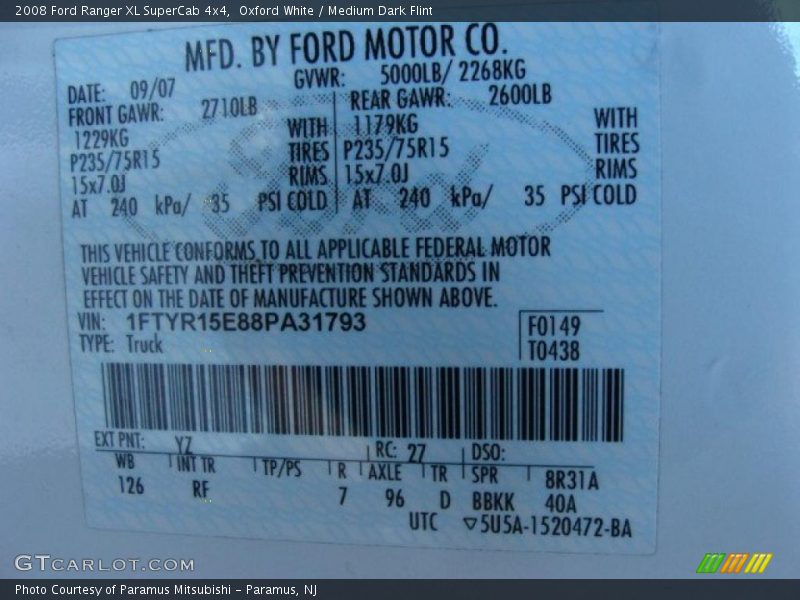 2008 Ford Ranger XL SuperCab 4x4,  Oxford White / Medium Dark Flint
MFD. BY FORD MOTOR CO.
DATE: 09/07 GVWR: 5000LB/ 2268KG
FRONT GAWR: 2710LB REAR GAWR: 2600LB
1229KG WITH 1179KG WITH
P235/75R15 TIRES P235/75R15 TIRES
15x7.0J RIMS 15x7.0J RIMS
AT 240 kPa/ 35 PSI COLD AT 240 kPa/ 35 PSI COLD
THIS VEHICLE CONFORMS TO ALL APPLICABLE FEDERAL MOTOR
VEHICLE SAFETY AND THEFT PREVENTION STANDARDS IN
EFFECT ON THE DATE OF MANUFACTURE SHOWN ABOVE.
VIN: 1FTYR15E88PA31793 F0149
TYPE: Truck T0438
EXT PNT: YZ RC: 27 DSO:
WB INT TR TP/PS R AXLE TR SPR 8R31A
126 RF 7 96 D BBKK 40A
UTC ▽5U5A-1520472-BA
GTCARLOT.COM
Photo Courtesy of Paramus Mitsubishi - Paramus, NJ